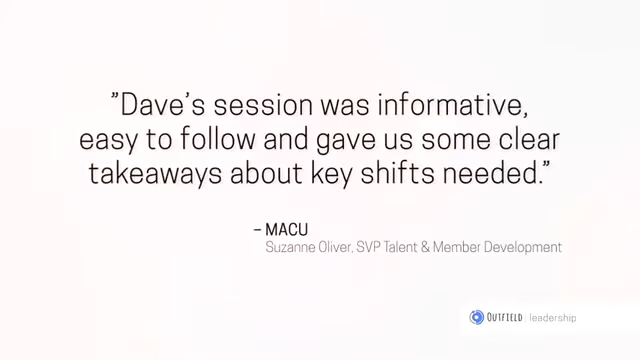 ”Dave’s session was informative,
easy to follow and gave us some clear
takeaways about key shifts needed.”
– MACU
Suzanne Oliver, SVP Talent & Member Development
OUTFIELD | leadership